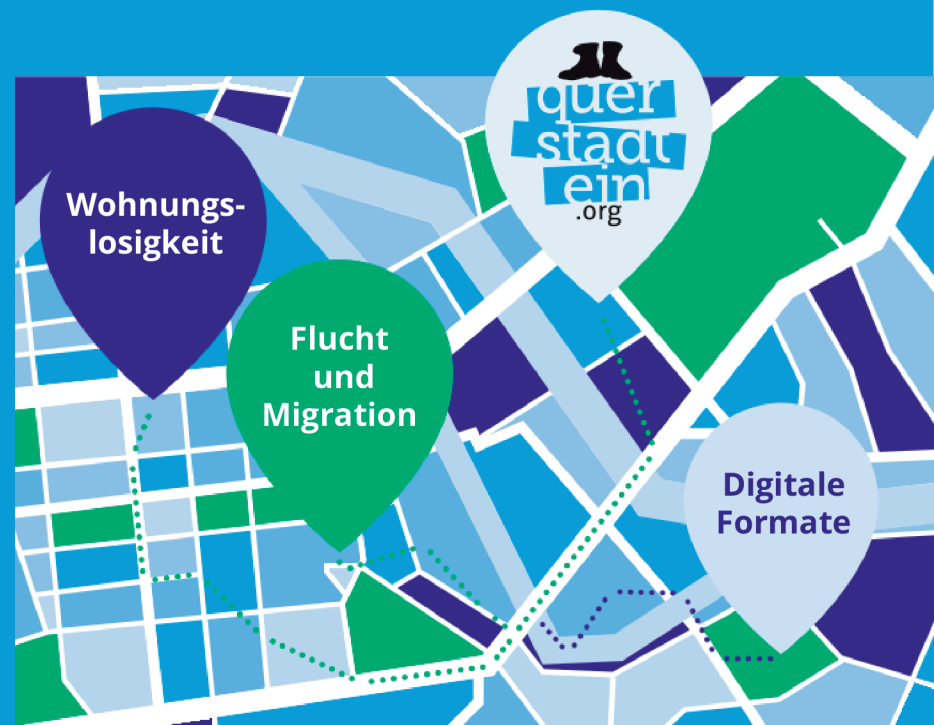 quer
stadt
ein
.org
Wohnungs-
losigkeit
Flucht
und
Migration
Digitale
Formate